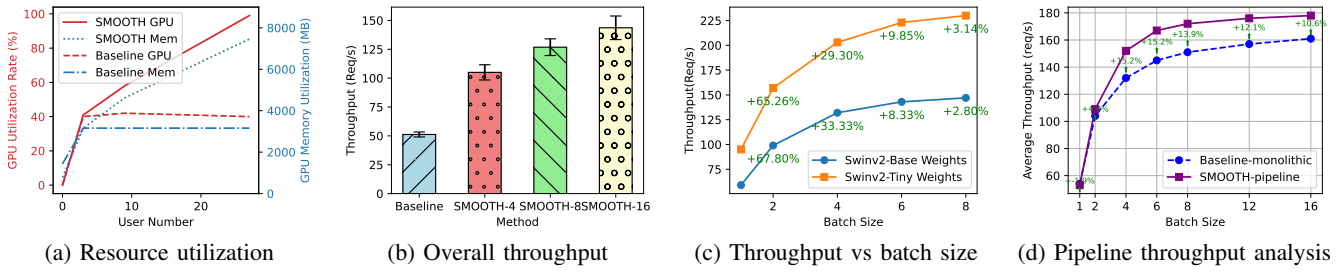 GPU Utilization Rate (%)
100
80
60
40
20
0
SMOOTH GPU
SMOOTH Mem
Baseline GPU
Baseline Mem
8000
6000
4000
2000
0
GPU Memory Utilization (MB)
0 10 20
User Number
(a) Resource utilization
Throughput (Req/s)
150
125
100
75
50
25
0
Baseline SMOOTH-4 SMOOTH-8 SMOOTH-16
Method
(b) Overall throughput
Throughput(Req/s)
225
200
175
150
125
100
75
+65.26%
+29.30%
+9.85%
+3.14%
+67.80%
+33.33%
+8.33%
+2.80%
Swinv2-Base Weights
Swinv2-Tiny Weights
2 4 6 8
Batch Size
(c) Throughput vs batch size
Average Throughput (req/s)
180
160
140
120
100
80
60
+15.2%
+15.2%
+13.9%
+12.1%
+10.6%
Baseline-monolithic
SMOOTH-pipeline
1 2 4 6 8 12 16
Batch Size
(d) Pipeline throughput analysis